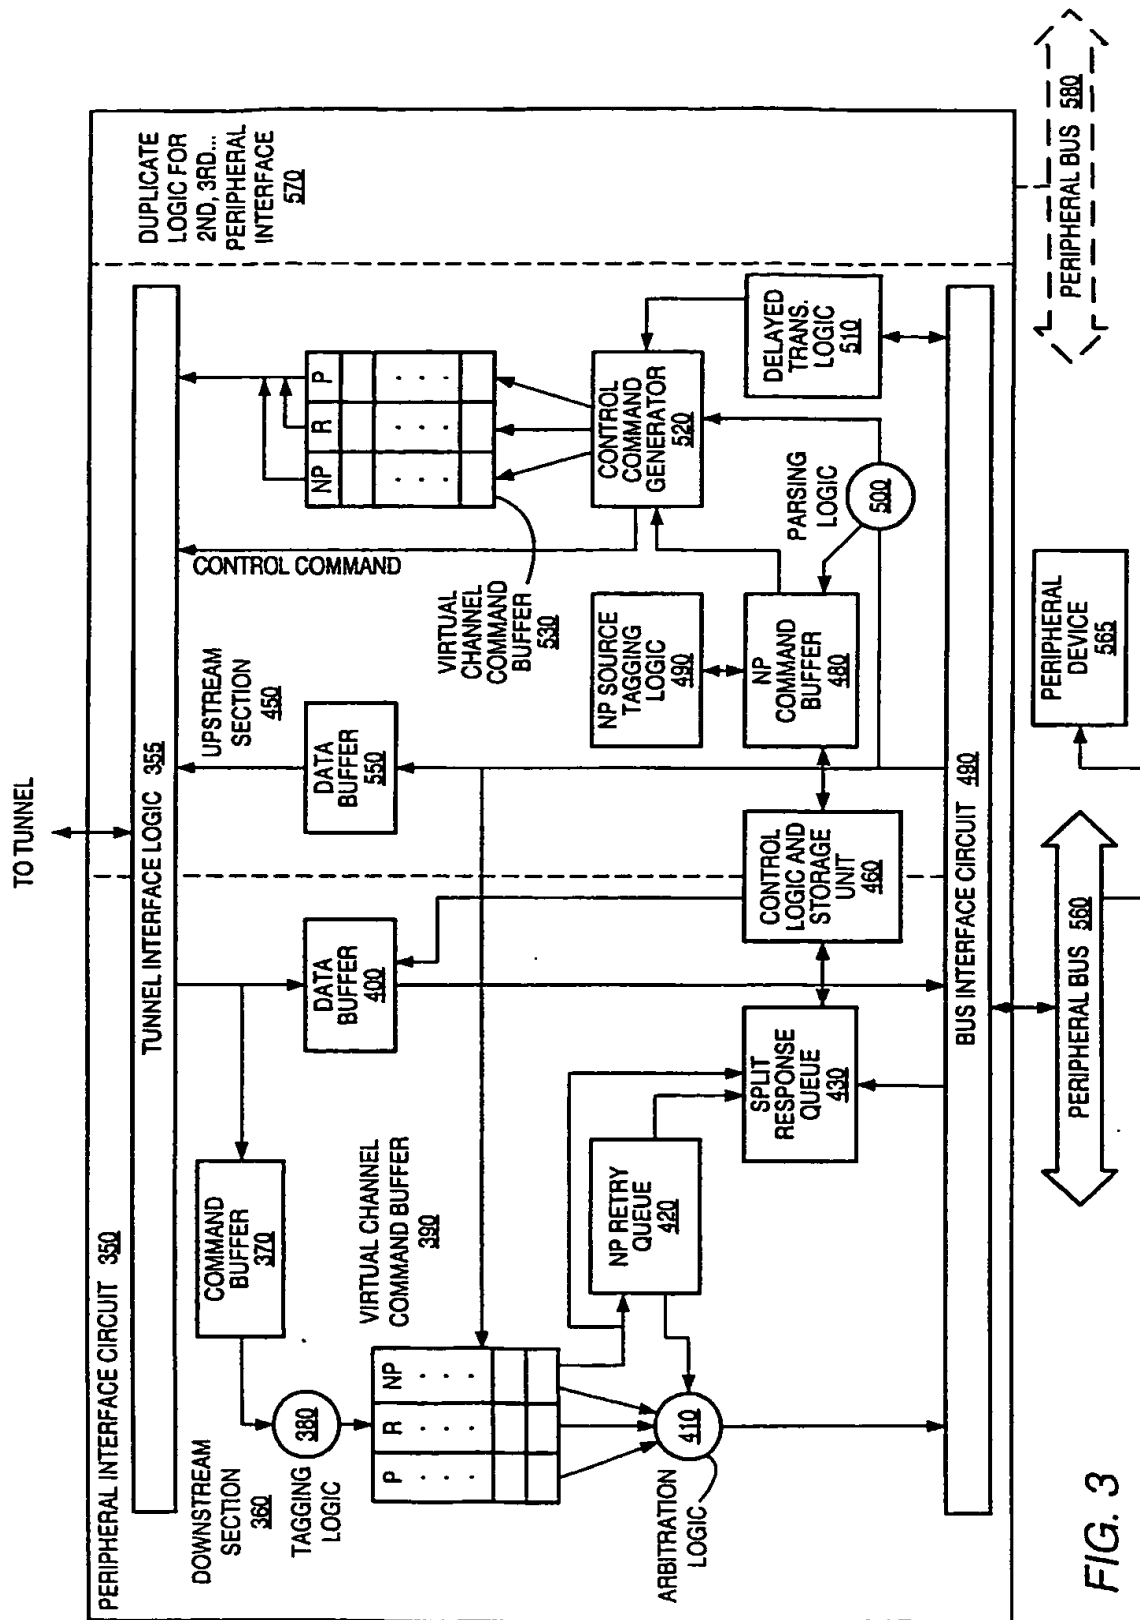 TO TUNNEL
PERIPHERAL INTERFACE CIRCUIT 350
TUNNEL INTERFACE LOGIC 355
DOWNSTREAM
SECTION
360
COMMAND
BUFFER
370
TAGGING
LOGIC
380
VIRTUAL CHANNEL
COMMAND BUFFER
390
P
R
NP
. . .
. . .
. . .
ARBITRATION
LOGIC
410
NP RETRY
QUEUE
420
SPLIT
RESPONSE
QUEUE
430
DATA
BUFFER
400
CONTROL
LOGIC AND
STORAGE
UNIT
460
UPSTREAM
SECTION
450
DATA
BUFFER
550
CONTROL COMMAND
VIRTUAL
CHANNEL
COMMAND
BUFFER
530
NP
R
P
. . .
. . .
. . .
NP SOURCE
TAGGING
LOGIC
490
NP
COMMAND
BUFFER
480
PARSING
LOGIC
500
CONTROL
COMMAND
GENERATOR
520
DELAYED
TRANS.
LOGIC
510
DUPLICATE
LOGIC FOR
2ND, 3RD...
PERIPHERAL
INTERFACE
570
BUS INTERFACE CIRCUIT 490
PERIPHERAL BUS 560
PERIPHERAL
DEVICE
565
PERIPHERAL BUS 580
FIG. 3